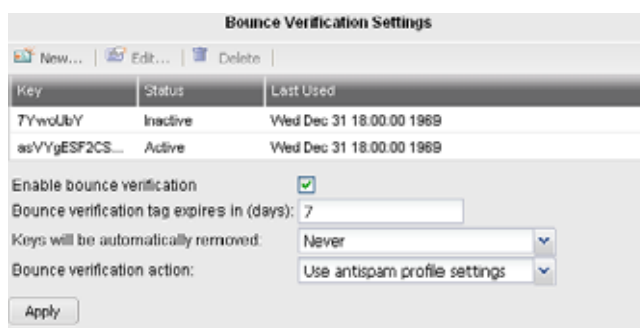 Bounce Verification Settings
New... Edit... Delete
Key Status Last Used
7YwoUbY Inactive Wed Dec 31 18:00:00 1969
asVYgESF2CS... Active Wed Dec 31 18:00:00 1969
Enable bounce verification
Bounce verification tag expires in (days): 7
Keys will be automatically removed: Never
Bounce verification action: Use antispam profile settings
Apply